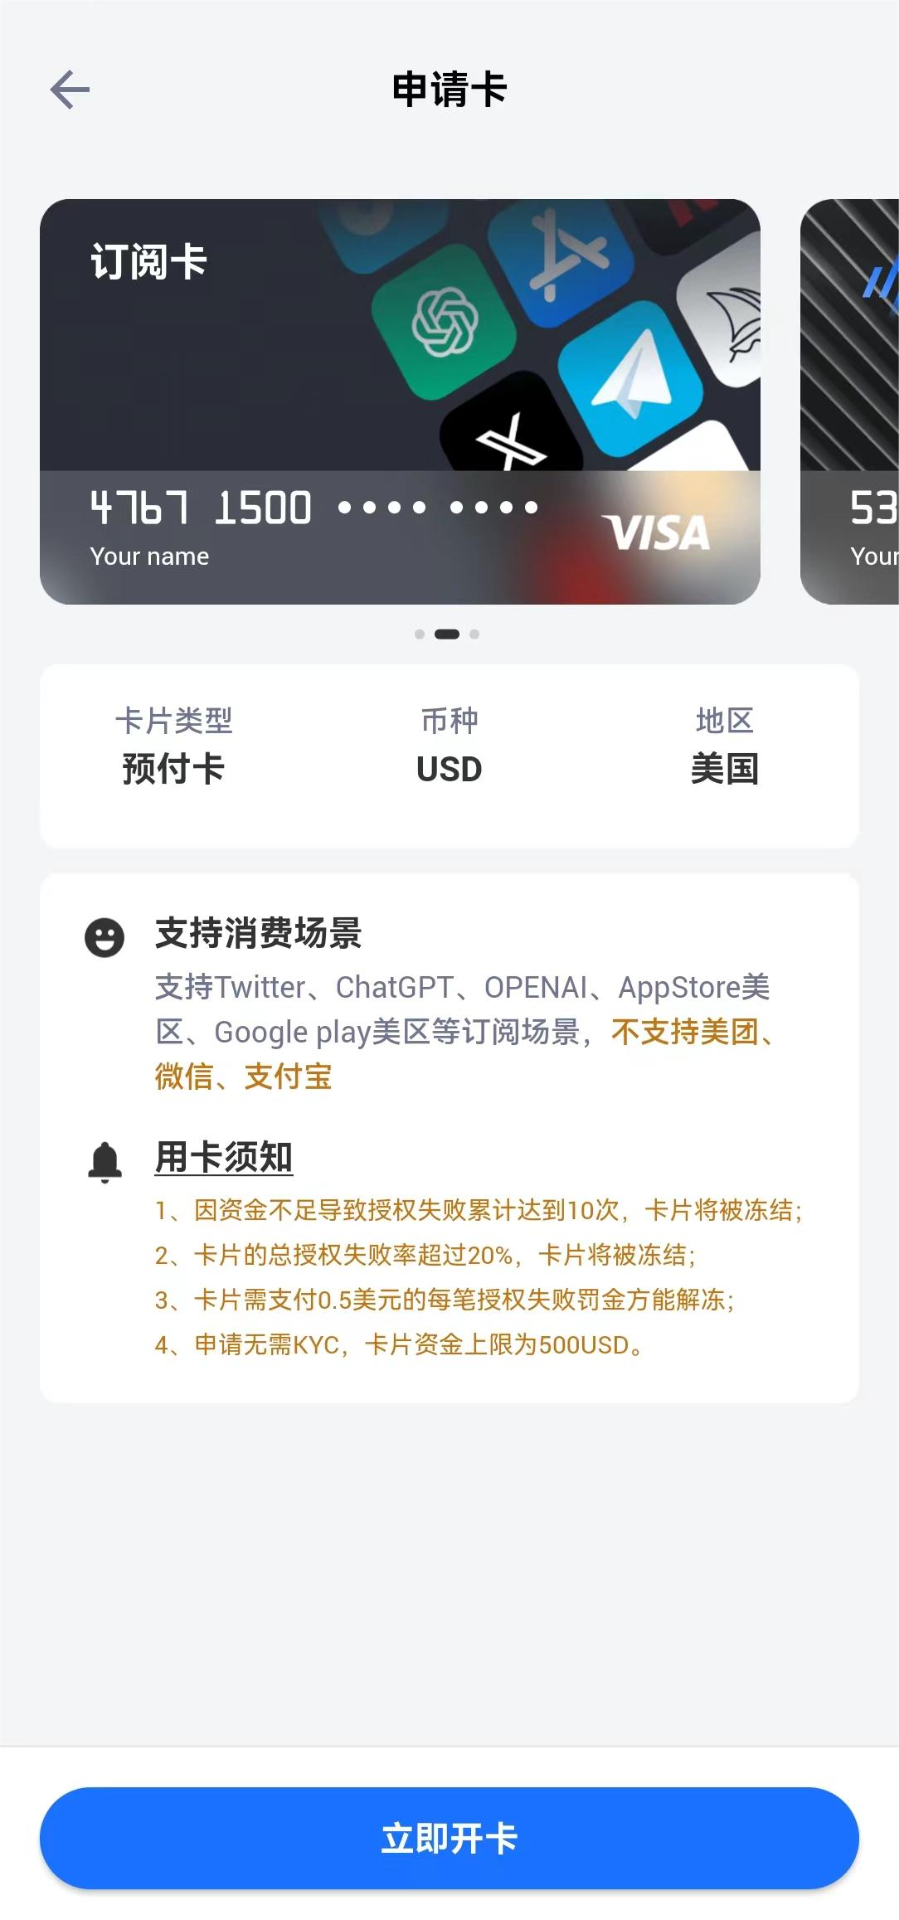 申请卡
订阅卡
4767 1500 •••• ••••
Your name
VISA
53
Your
卡片类型
币种
地区
预付卡
USD
美国
支持消费场景
支持Twitter、ChatGPT、OPENAI、AppStore美
区、Google play美区等订阅场景，不支持美团、
微信、支付宝
用卡须知
1、因资金不足导致授权失败累计达到10次，卡片将被冻结；
2、卡片的总授权失败率超过20%，卡片将被冻结；
3、卡片需支付0.5美元的每笔授权失败罚金方能解冻；
4、申请无需KYC，卡片资金上限为500USD。
立即开卡